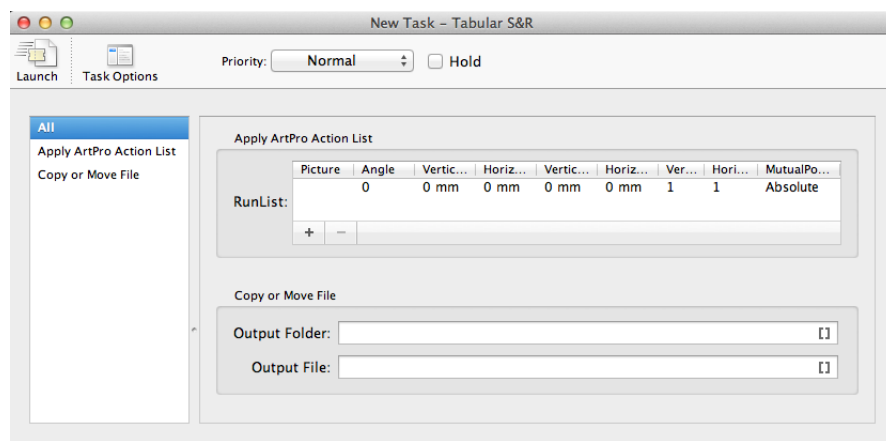 New Task - Tabular S&R
Launch Task Options Priority: Normal Hold
All
Apply ArtPro Action List
Copy or Move File
Apply ArtPro Action List
Picture Angle Vertic... Horiz... Vertic... Horiz... Ver... Hori... MutualPo...
0 0 mm 0 mm 0 mm 0 mm 1 1 Absolute
RunList:
+ −
Copy or Move File
Output Folder: []
Output File: []